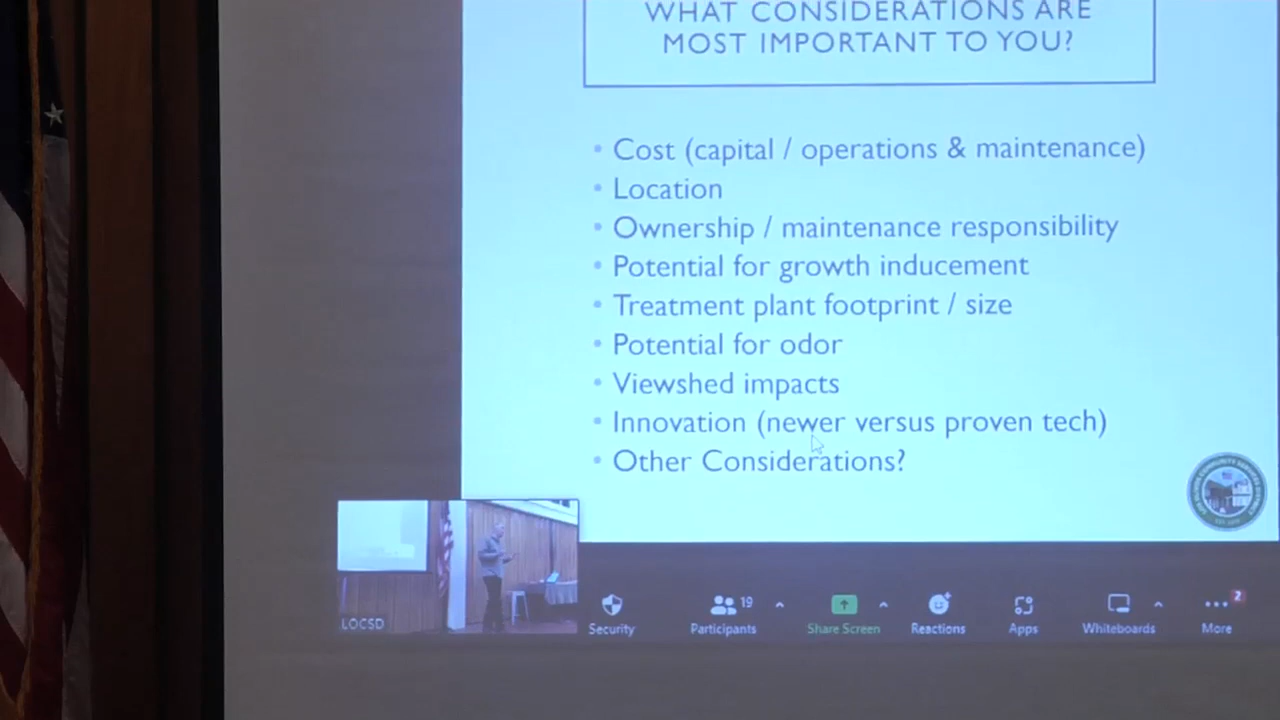 WHAT CONSIDERATIONS ARE
MOST IMPORTANT TO YOU?
• Cost (capital / operations & maintenance)
• Location
• Ownership / maintenance responsibility
• Potential for growth inducement
• Treatment plant footprint / size
• Potential for odor
• Viewshed impacts
• Innovation (newer versus proven tech)
• Other Considerations?
LOCSD
Security
Participants 19
Share Screen
Reactions
Apps
Whiteboards
More 2